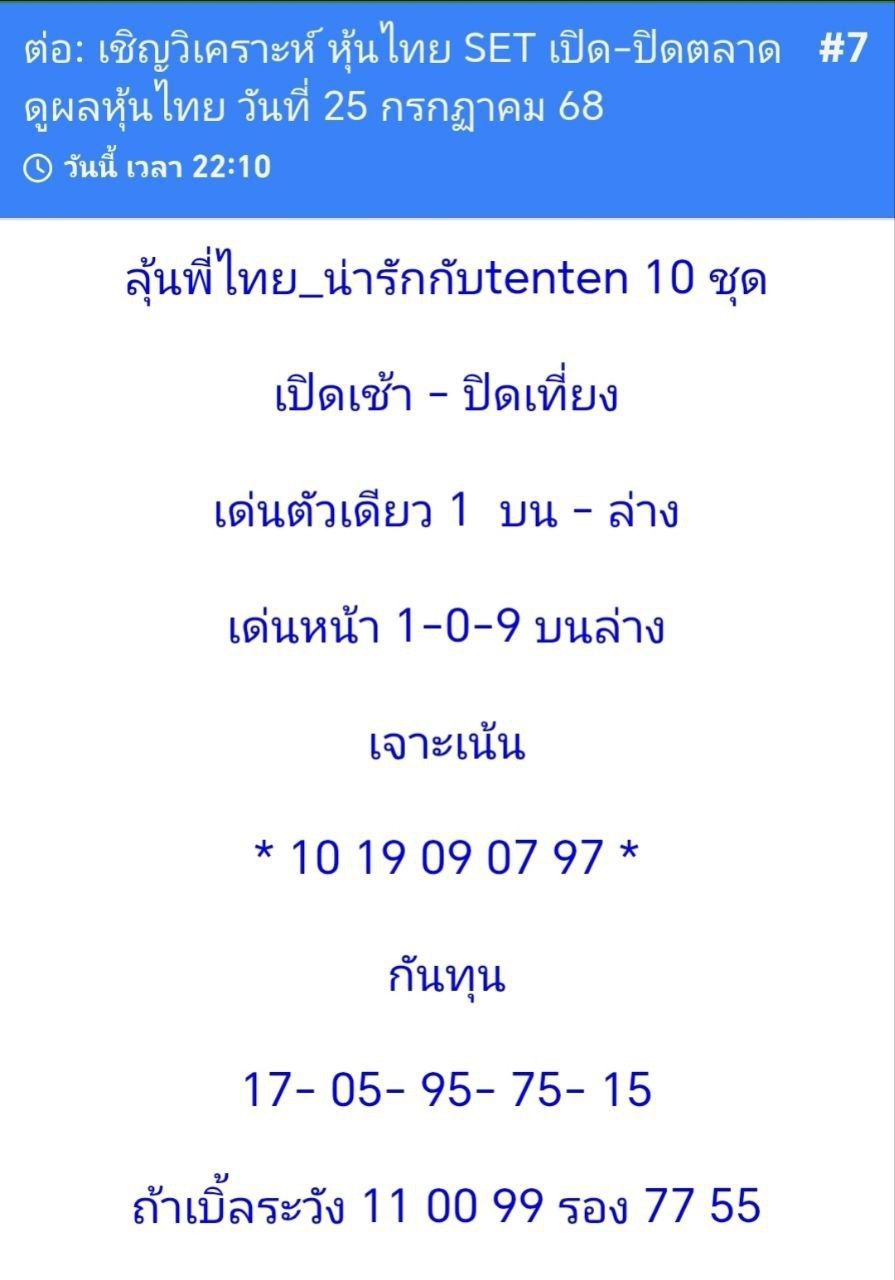 ต่อ: เชิญวิเคราะห์ หุ้นไทย SET เปิด-ปิดตลาด #7
ดูผลหุ้นไทย วันที่ 25 กรกฎาคม 68
วันนี้ เวลา 22:10
ลุ้นพี่ไทย_น่ารักกับtenten 10 ชุด
เปิดเช้า - ปิดเที่ยง
เด่นตัวเดียว 1 บน - ล่าง
เด่นหน้า 1-0-9 บนล่าง
เจาะเน้น
* 10 19 09 07 97 *
กันทุน
17- 05- 95- 75- 15
ถ้าเบิ้ลระวัง 11 00 99 รอง 77 55